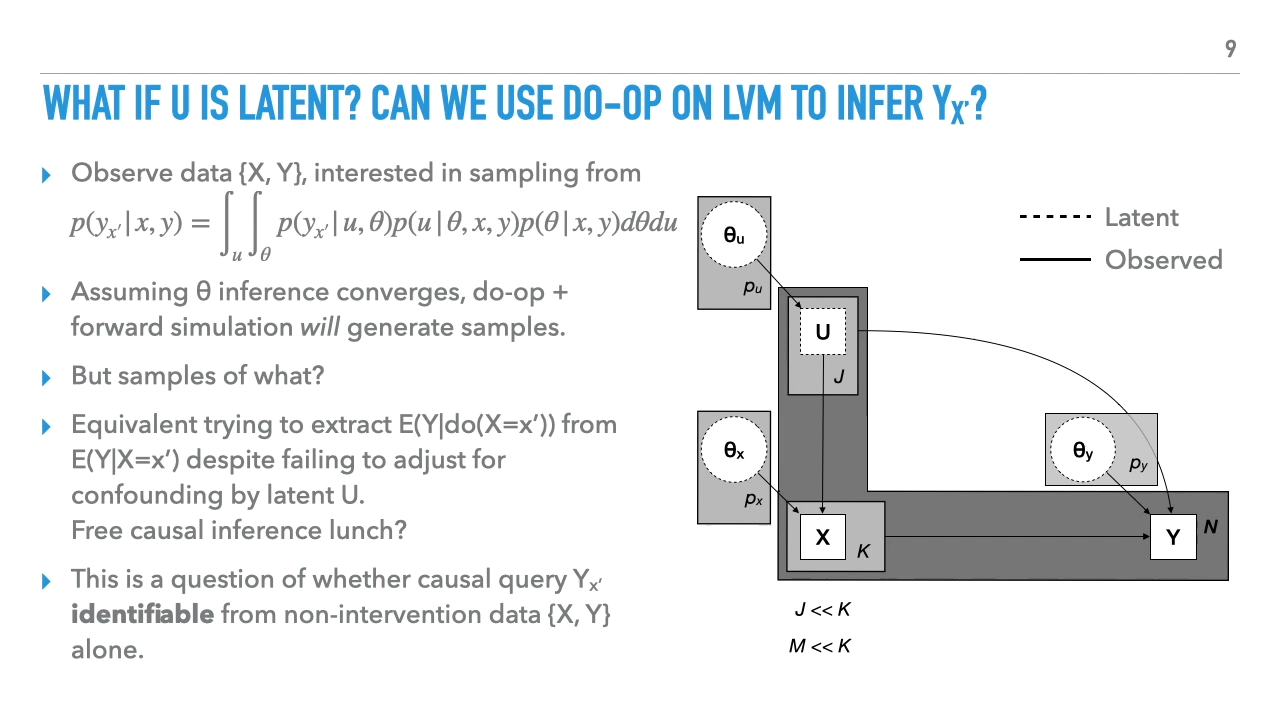 9
WHAT IF U IS LATENT? CAN WE USE DO-OP ON LVM TO INFER Yₓ'?
Observe data {X, Y}, interested in sampling from
p(yₓ′|x, y) = ∫ᵤ ∫_θ p(yₓ′|u, θ)p(u|θ, x, y)p(θ|x, y)dθdu
Assuming θ inference converges, do-op +
forward simulation will generate samples.
But samples of what?
Equivalent trying to extract E(Y|do(X=x’)) from
E(Y|X=x’) despite failing to adjust for
confounding by latent U.
Free causal inference lunch?
This is a question of whether causal query Yₓ′
identifiable from non-intervention data {X, Y}
alone.
Latent
Observed
θu
pu
U
J
θx
px
X
K
θy
py
Y
N
J << K
M << K